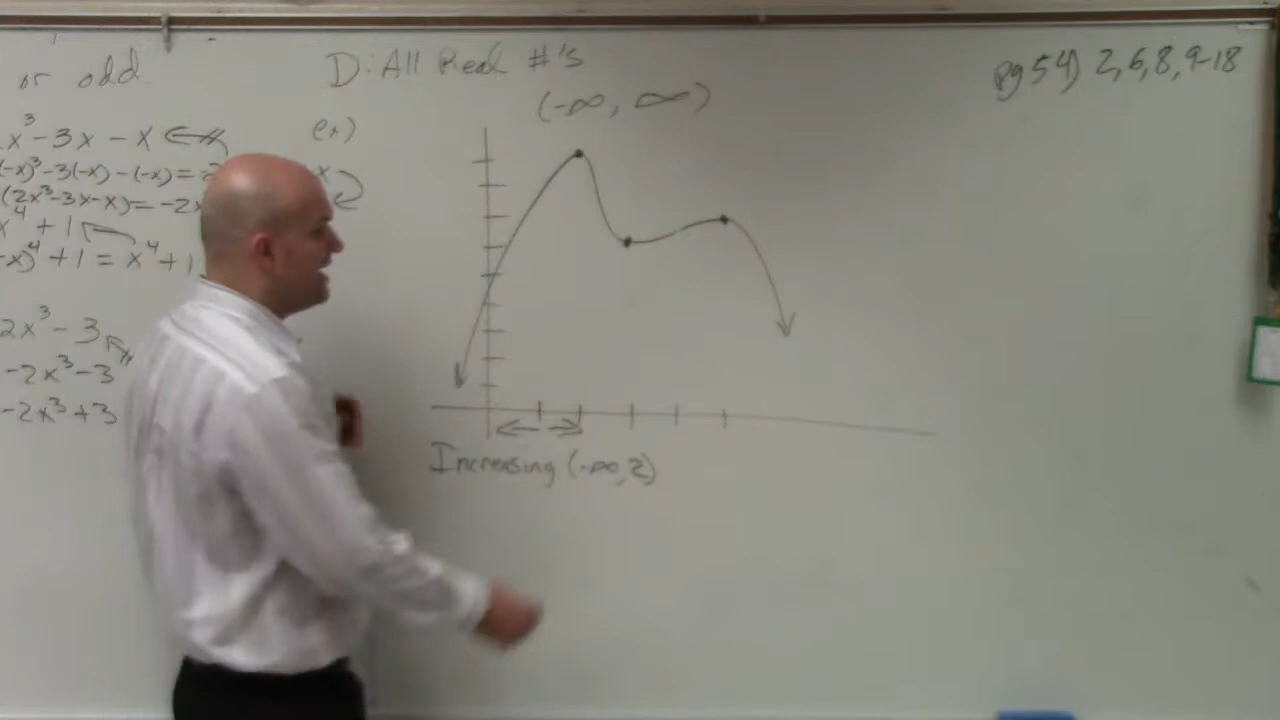 or odd
x³ - 3x - x
(-x)³ - 3(-x) - (-x) =
(2x³ - 3x - x) = -2x
x⁴ + 1
-x)⁴ + 1 = x⁴ + 1
2x³ - 3
-2x³ - 3
-2x³ + 3
D: All Real #'s
(-∞, ∞)
ex)
x
Increasing (-∞, 2)
pg 54) 2, 6, 8, 9-18